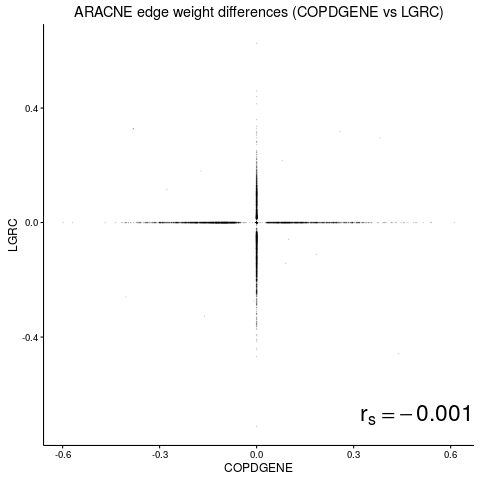 ARACNE edge weight differences (COPDGENE vs LGRC)
LGRC
0.4
0.0
-0.4
rs = −0.001
-0.6
-0.3
0.0
0.3
0.6
COPDGENE